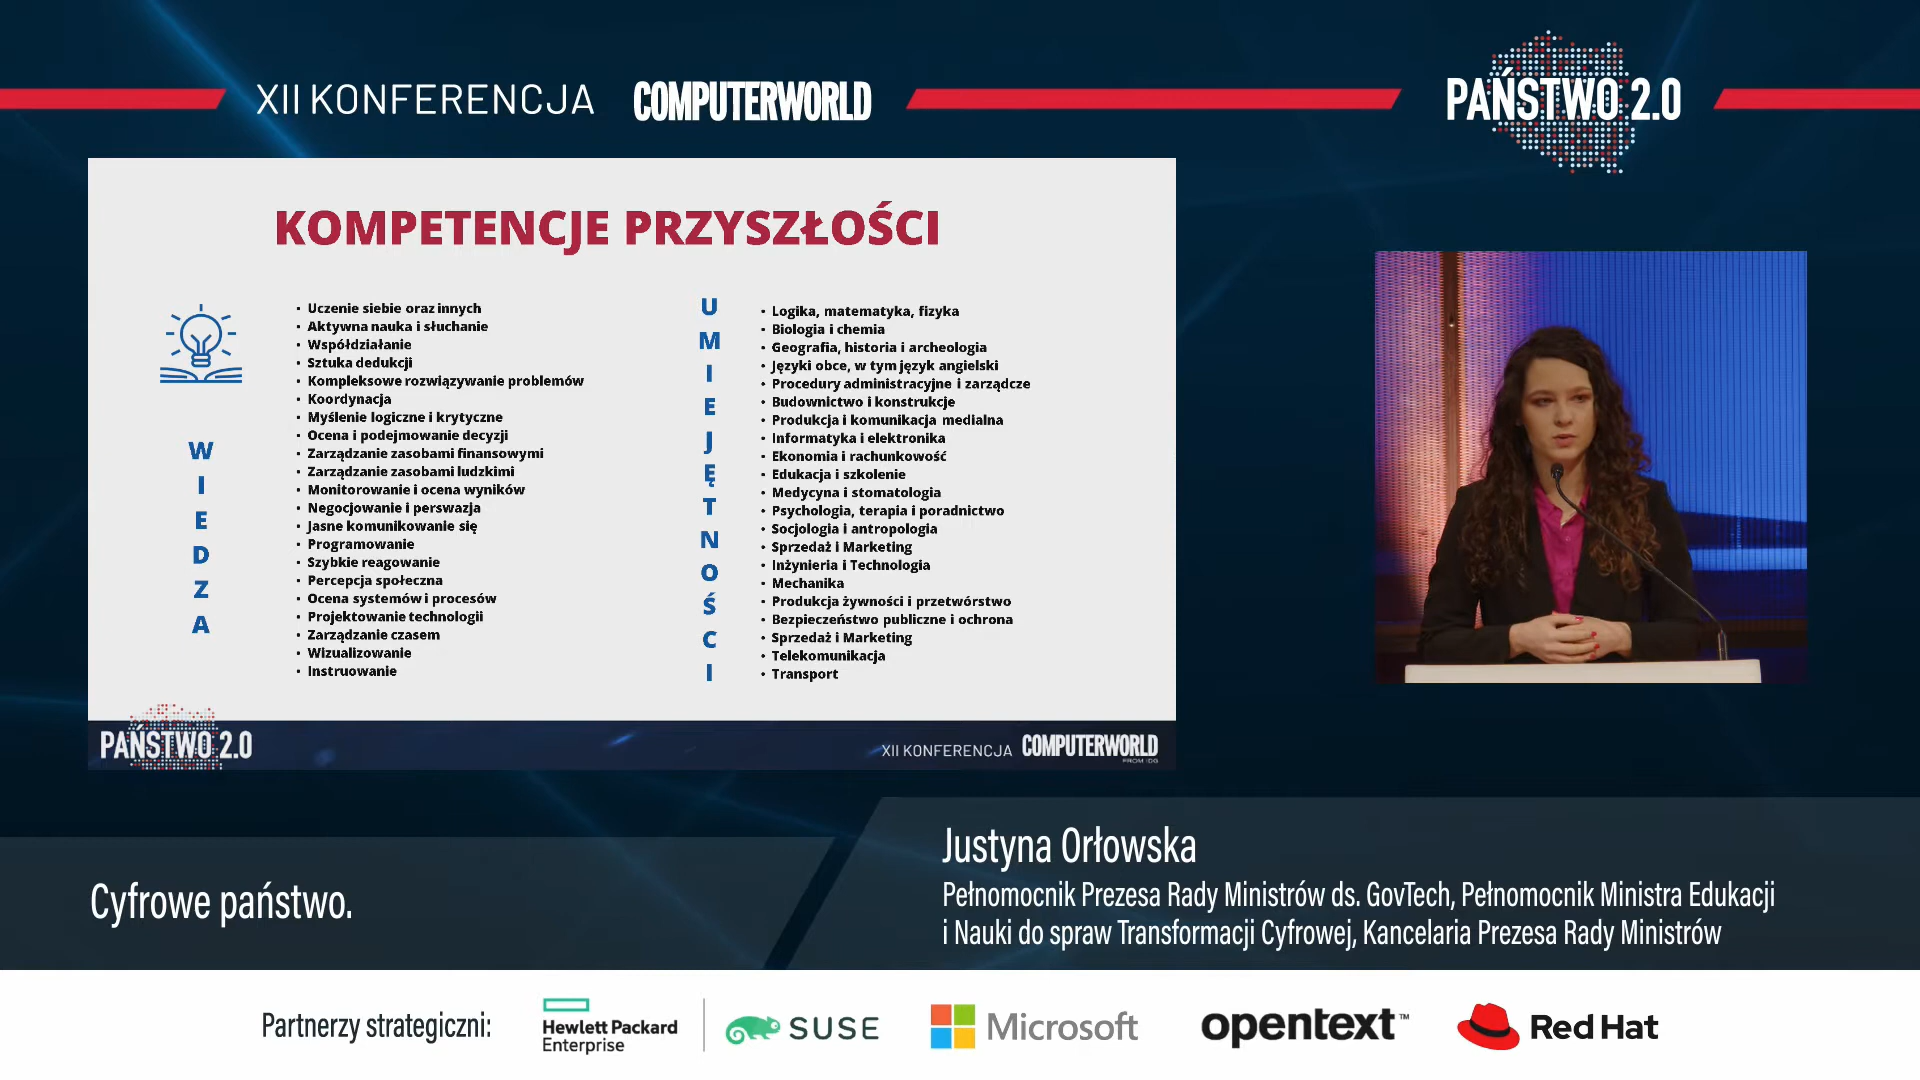 XII KONFERENCJA COMPUTERWORLD
PAŃSTWO 2.0
KOMPETENCJE PRZYSZŁOŚCI
WIEDZA
• Uczenie siebie oraz innych
• Aktywna nauka i słuchanie
• Współdziałanie
• Sztuka dedukcji
• Kompleksowe rozwiązywanie problemów
• Koordynacja
• Myślenie logiczne i krytyczne
• Ocena i podejmowanie decyzji
• Zarządzanie zasobami finansowymi
• Zarządzanie zasobami ludzkimi
• Monitorowanie i ocena wyników
• Negocjowanie i perswazja
• Jasne komunikowanie się
• Programowanie
• Szybkie reagowanie
• Percepcja społeczna
• Ocena systemów i procesów
• Projektowanie technologii
• Zarządzanie czasem
• Wizualizowanie
• Instruowanie
UMIEJĘTNOŚCI
• Logika, matematyka, fizyka
• Biologia i chemia
• Geografia, historia i archeologia
• Języki obce, w tym język angielski
• Procedury administracyjne i zarządcze
• Budownictwo i konstrukcje
• Produkcja i komunikacja medialna
• Informatyka i elektronika
• Ekonomia i rachunkowość
• Edukacja i szkolenie
• Medycyna i stomatologia
• Psychologia, terapia i poradnictwo
• Socjologia i antropologia
• Sprzedaż i Marketing
• Inżynieria i Technologia
• Mechanika
• Produkcja żywności i przetwórstwo
• Bezpieczeństwo publiczne i ochrona
• Sprzedaż i Marketing
• Telekomunikacja
• Transport
PAŃSTWO 2.0
XII KONFERENCJA COMPUTERWORLD
FROM IDG
Cyfrowe państwo.
Justyna Orłowska
Pełnomocnik Prezesa Rady Ministrów ds. GovTech, Pełnomocnik Ministra Edukacji
i Nauki do spraw Transformacji Cyfrowej, Kancelaria Prezesa Rady Ministrów
Partnerzy strategiczni:
Hewlett Packard
Enterprise
SUSE
Microsoft
opentext™
Red Hat